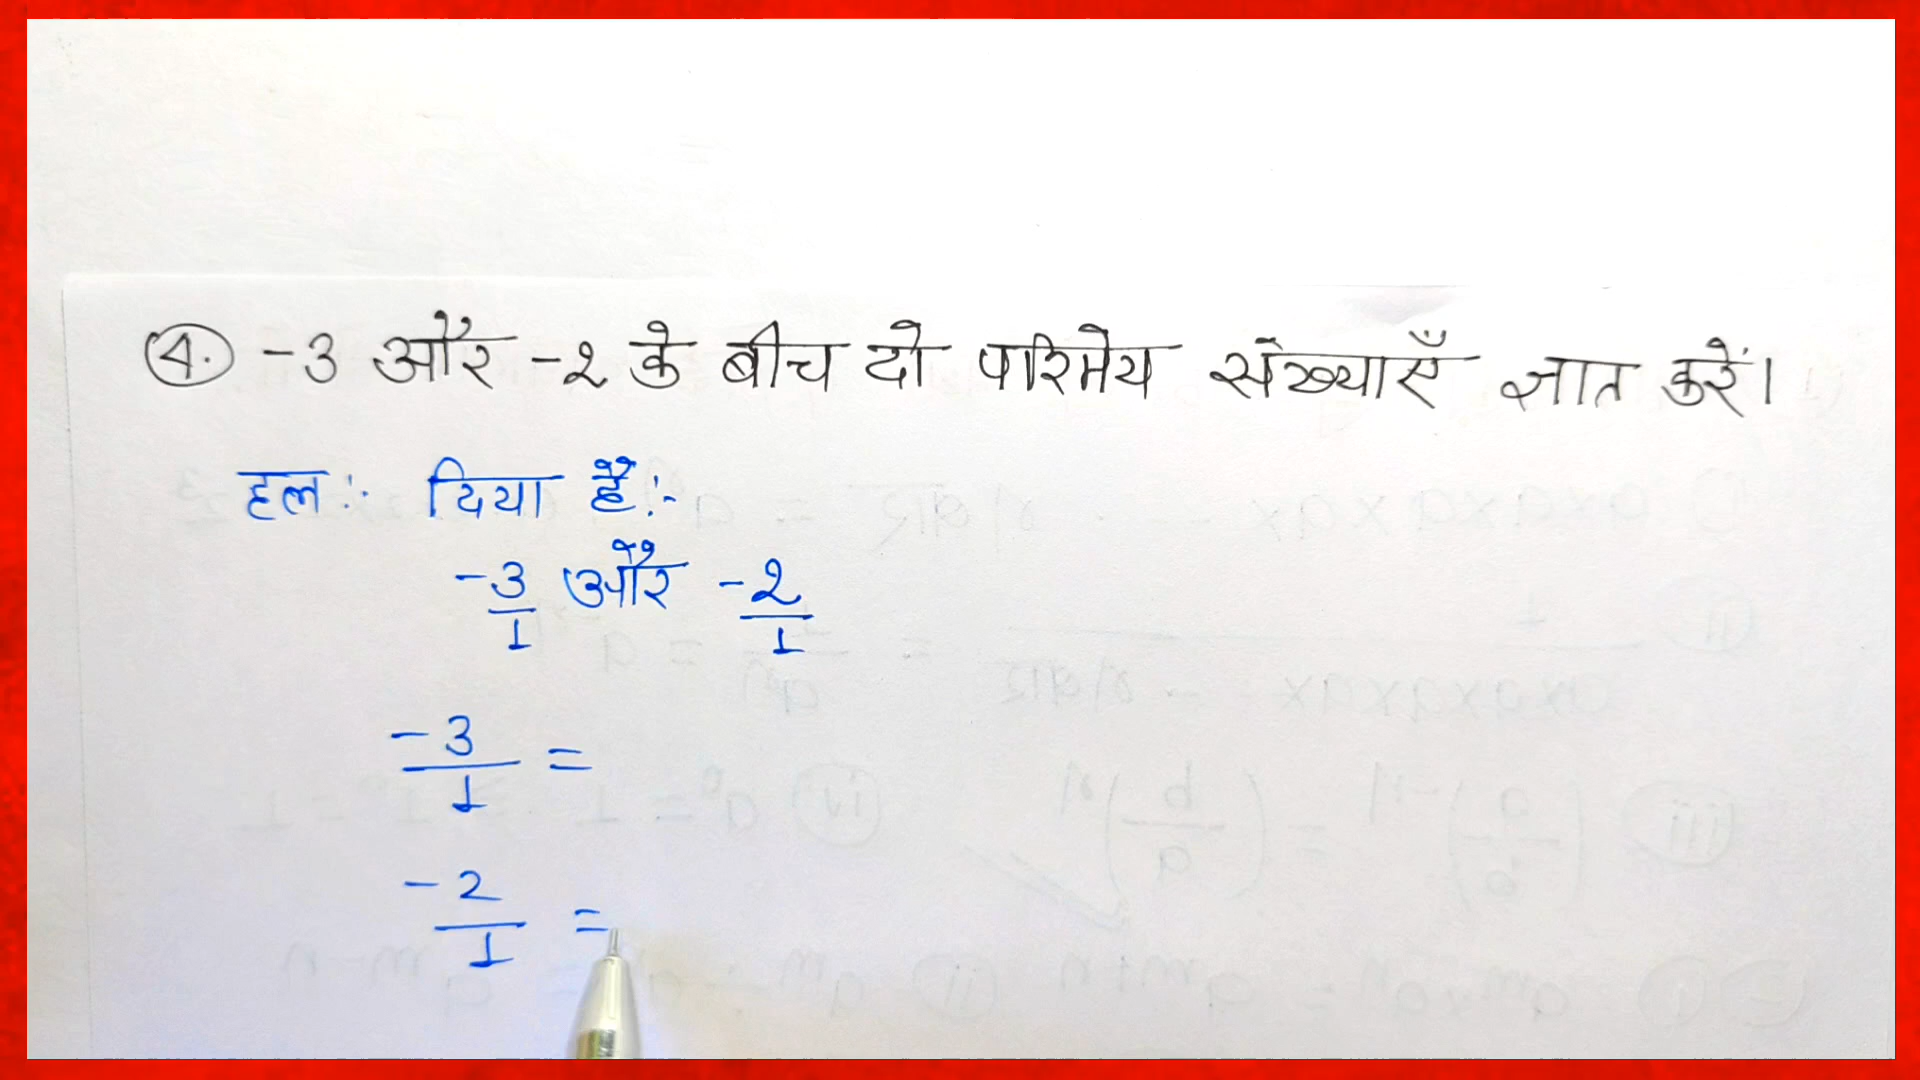 4. -3 और -2 के बीच दो परिमेय संख्याएँ ज्ञात करें।
हल :- दिया है :-
-3/1 और -2/1
-3/1 =
-2/1 =